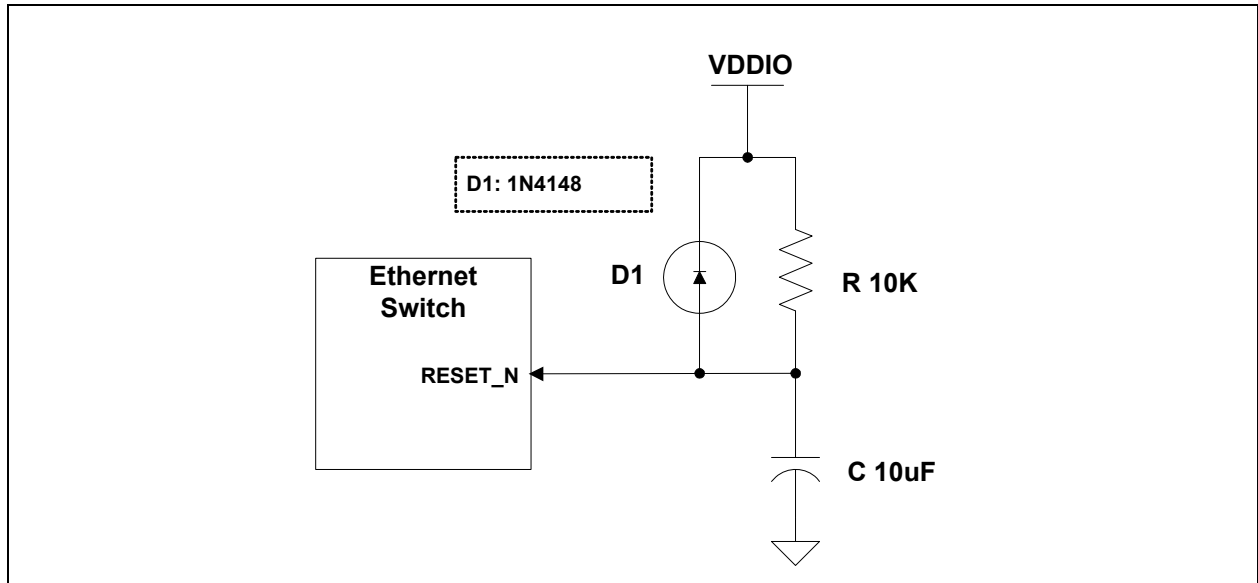 VDDIO
D1: 1N4148
Ethernet
Switch
D1
R 10K
RESET_N
C 10uF